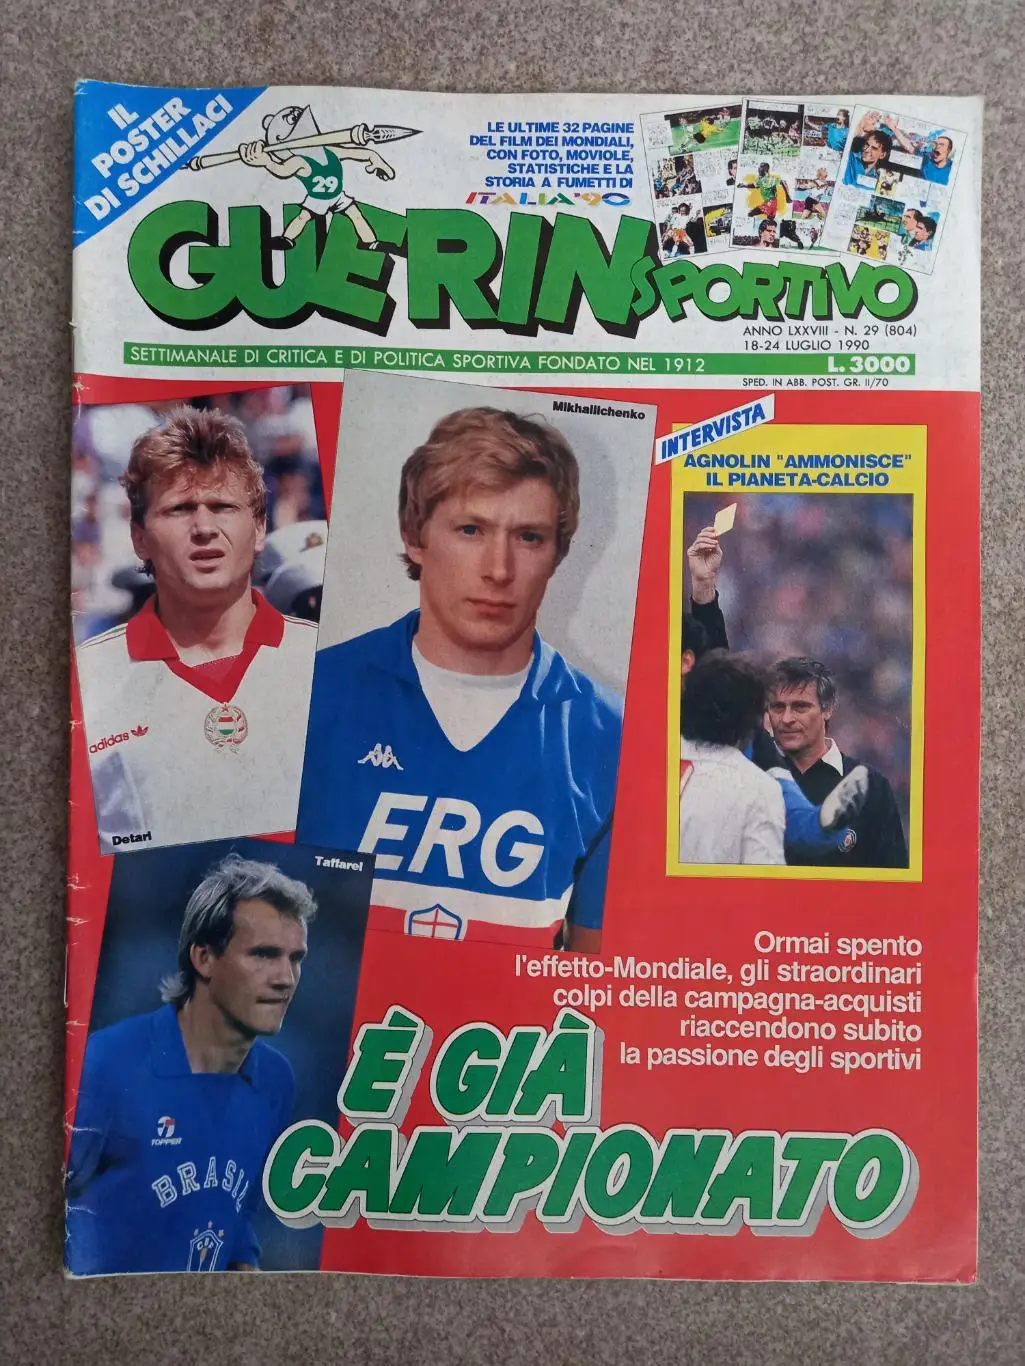 IL
POSTER
DI SCHILLACI
29
LE ULTIME 32 PAGINE
DEL FILM DEI MONDIALI,
CON FOTO, MOVIOLE,
STATISTICHE E LA
STORIA A FUMETTI DI
ITALIA'90
GUERIN SPORTIVO
ANNO LXXVIII - N. 29 (804)
18-24 LUGLIO 1990
SETTIMANALE DI CRITICA E DI POLITICA SPORTIVA FONDATO NEL 1912
L. 3000
SPED. IN ABB. POST. GR. II/70
Mikhailichenko
INTERVISTA
AGNOLIN "AMMONISCE"
IL PIANETA-CALCIO
adidas
Detari
ERG
Taffarel
TOPPER
BRASIL
CBF
Ormai spento
l'effetto-Mondiale, gli straordinari
colpi della campagna-acquisti
riaccendono subito
la passione degli sportivi
È GIÀ
CAMPIONATO